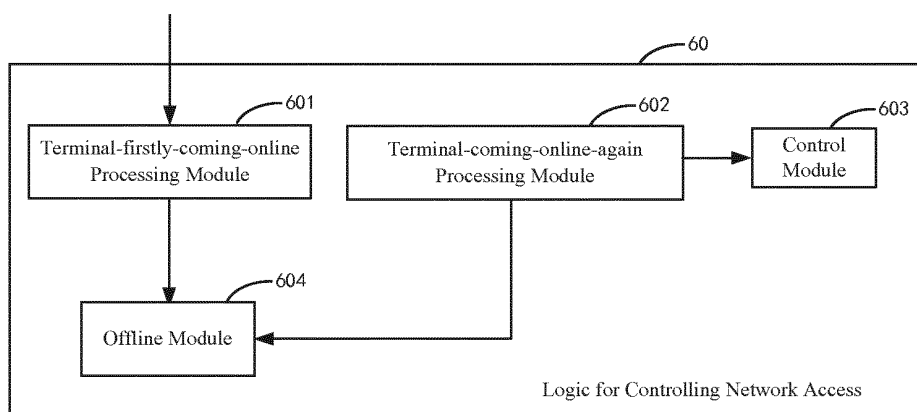 60
601
602
603
Terminal-firstly-coming-online
Processing Module
Terminal-coming-online-again
Processing Module
Control
Module
604
Offline Module
Logic for Controlling Network Access